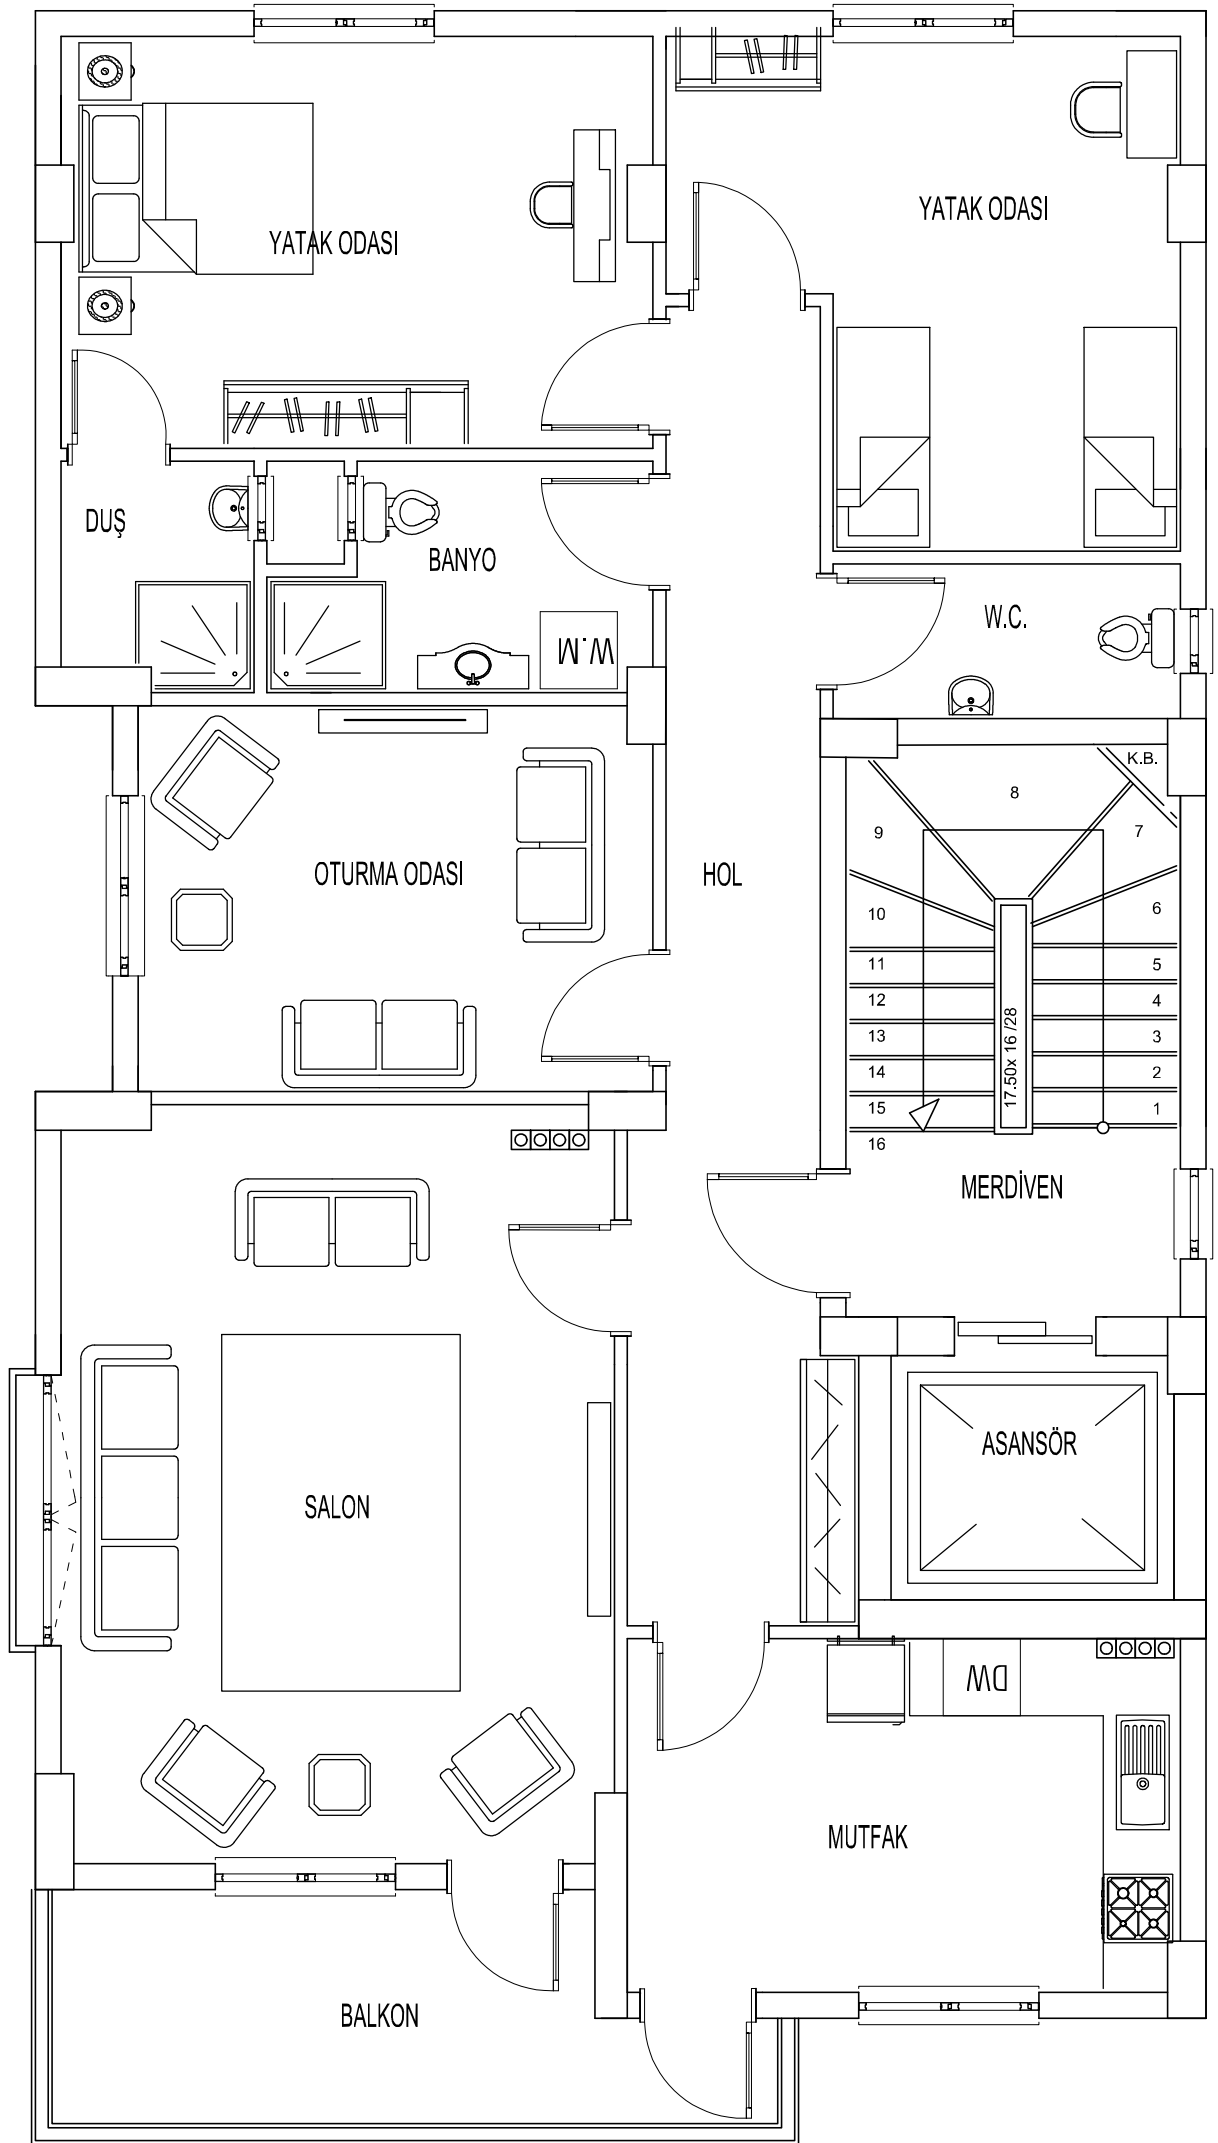 YATAK ODASI
YATAK ODASI
DUŞ
BANYO
W.M
W.C.
K.B.
8
9
7
OTURMA ODASI
HOL
10
6
11
5
12
4
13
3
14
2
15
1
16
17.50x 16 /28
MERDİVEN
ASANSÖR
SALON
DW
MUTFAK
BALKON